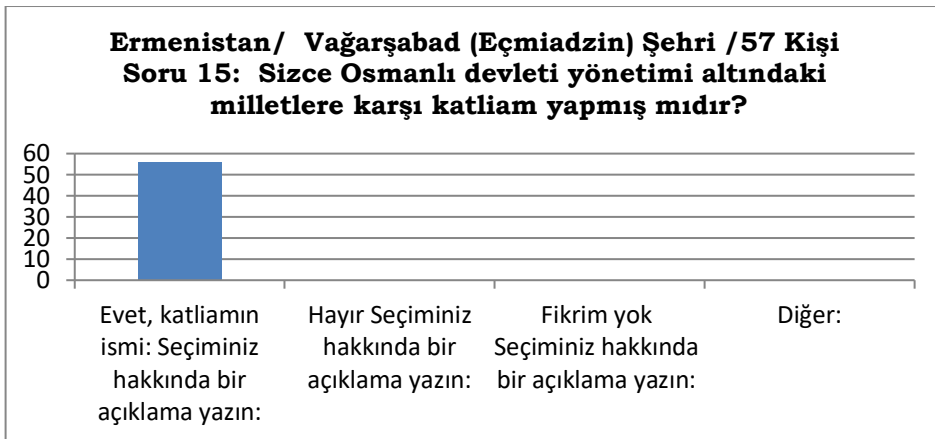 Ermenistan/ Vağarşabad (Eçmiadzin) Şehri /57 Kişi
Soru 15: Sizce Osmanlı devleti yönetimi altındaki
milletlere karşı katliam yapmış mıdır?
60
50
40
30
20
10
0
Evet, katliamın
ismi: Seçiminiz
hakkında bir
açıklama yazın:
Hayır Seçiminiz
hakkında bir
açıklama yazın:
Fikrim yok
Seçiminiz hakkında
bir açıklama yazın:
Diğer: